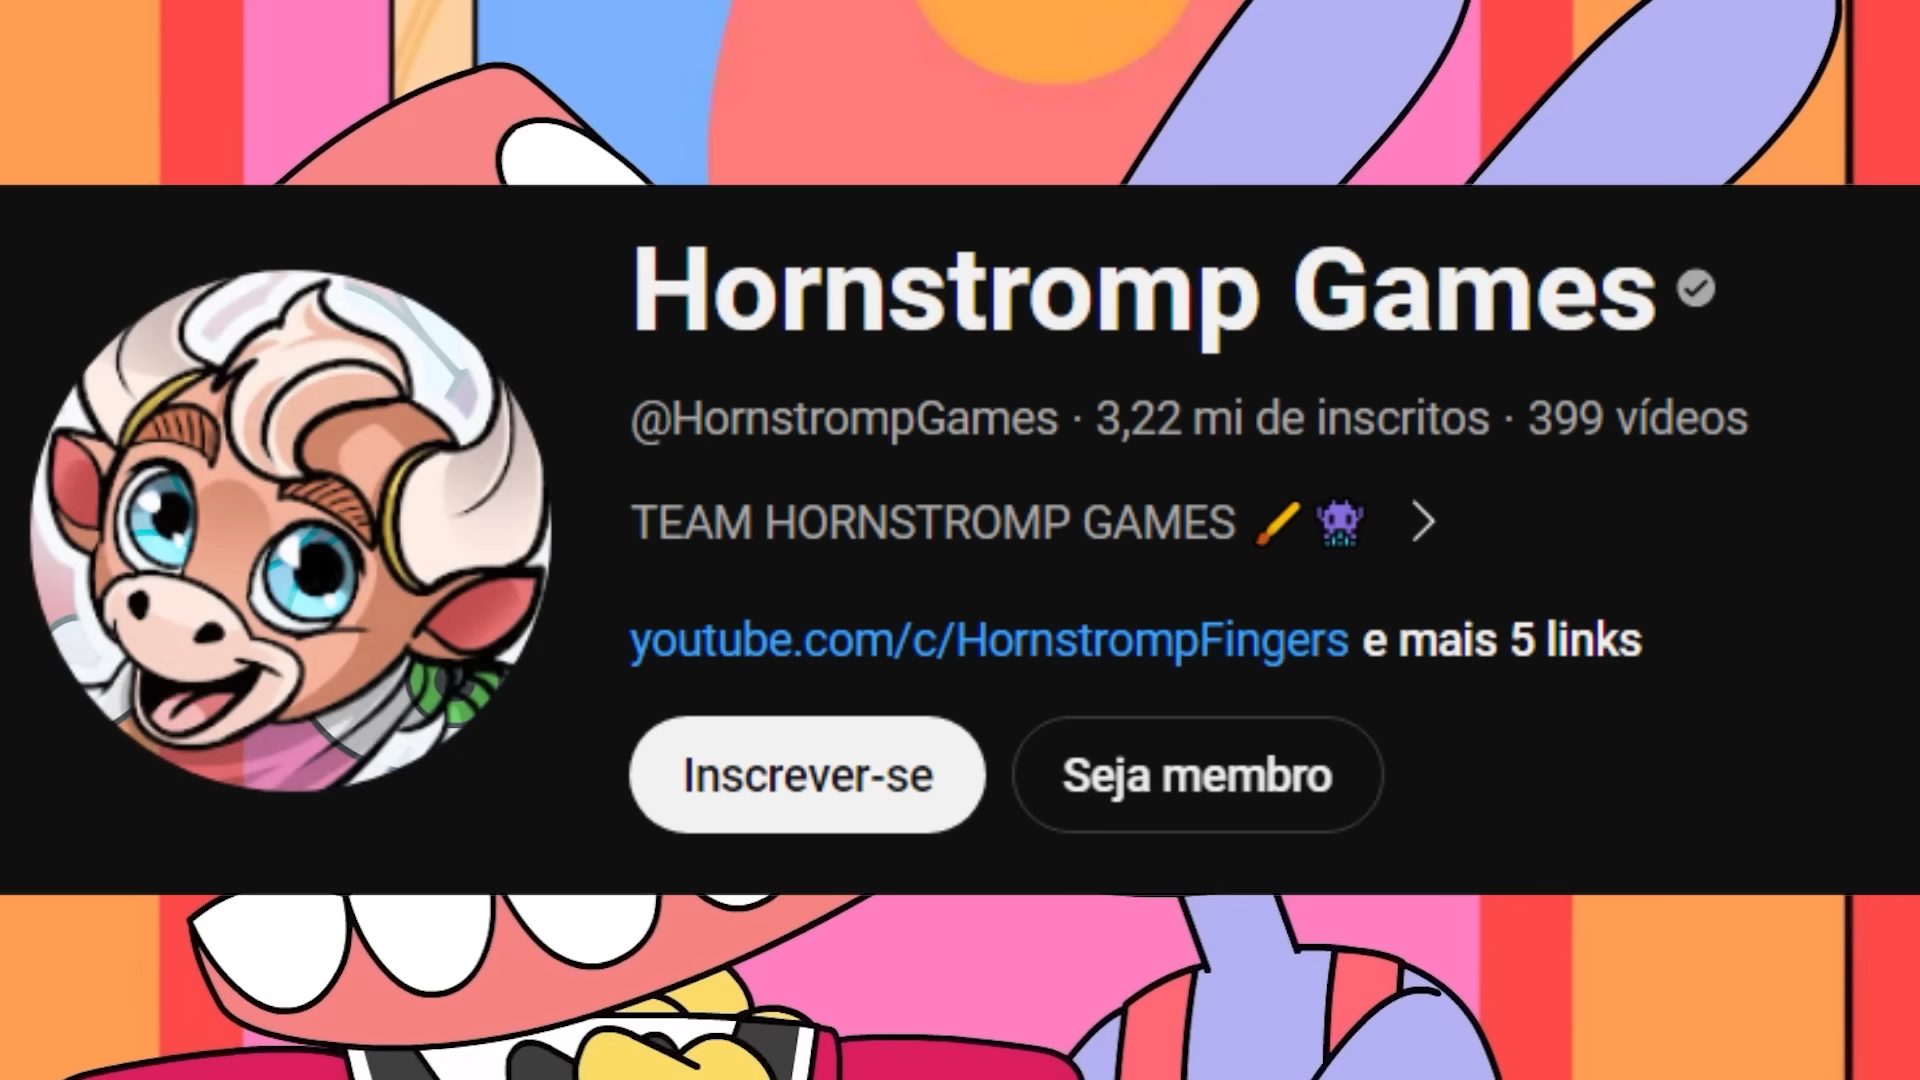 Hornstromp Games
@HornstrompGames · 3,22 mi de inscritos · 399 vídeos
TEAM HORNSTROMP GAMES 🖌️👾
youtube.com/c/HornstrompFingers e mais 5 links
Inscrever-se Seja membro